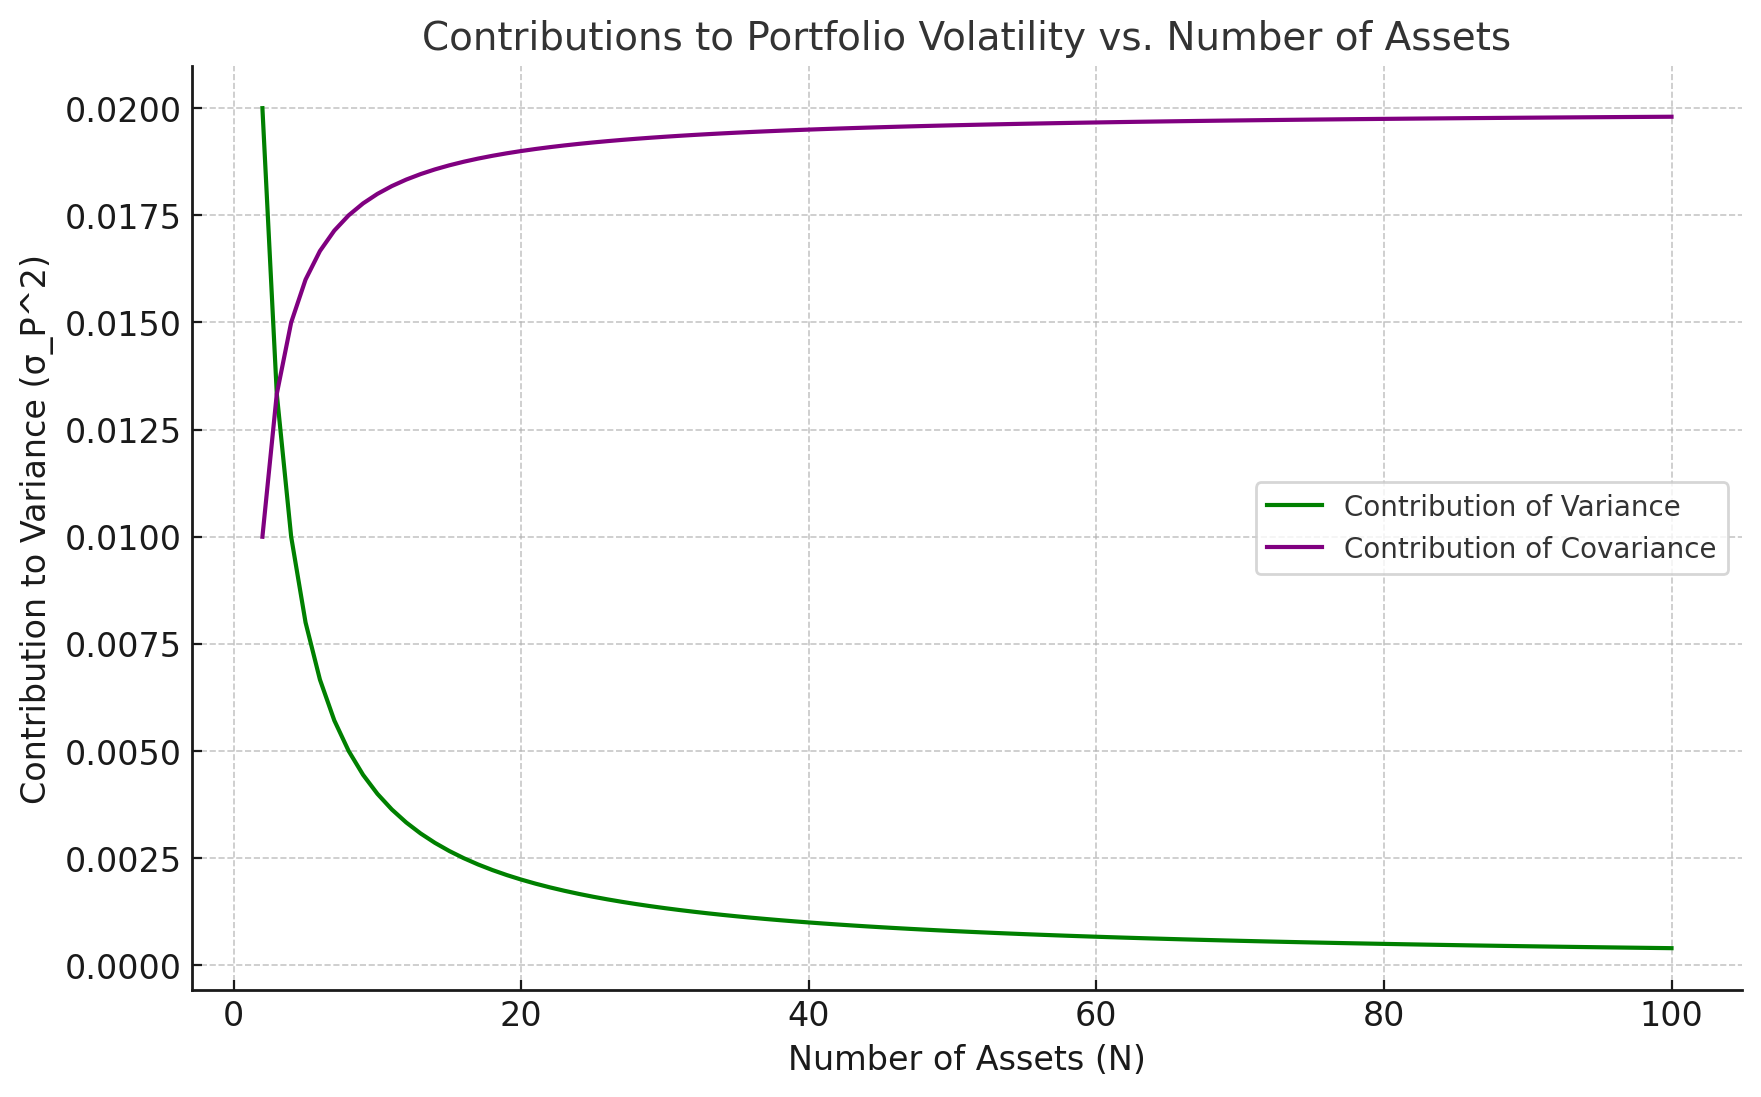 Contributions to Portfolio Volatility vs. Number of Assets
Contribution to Variance (σ_P^2)
0.0200
0.0175
0.0150
0.0125
0.0100
0.0075
0.0050
0.0025
0.0000
Contribution of Variance
Contribution of Covariance
0 20 40 60 80 100
Number of Assets (N)